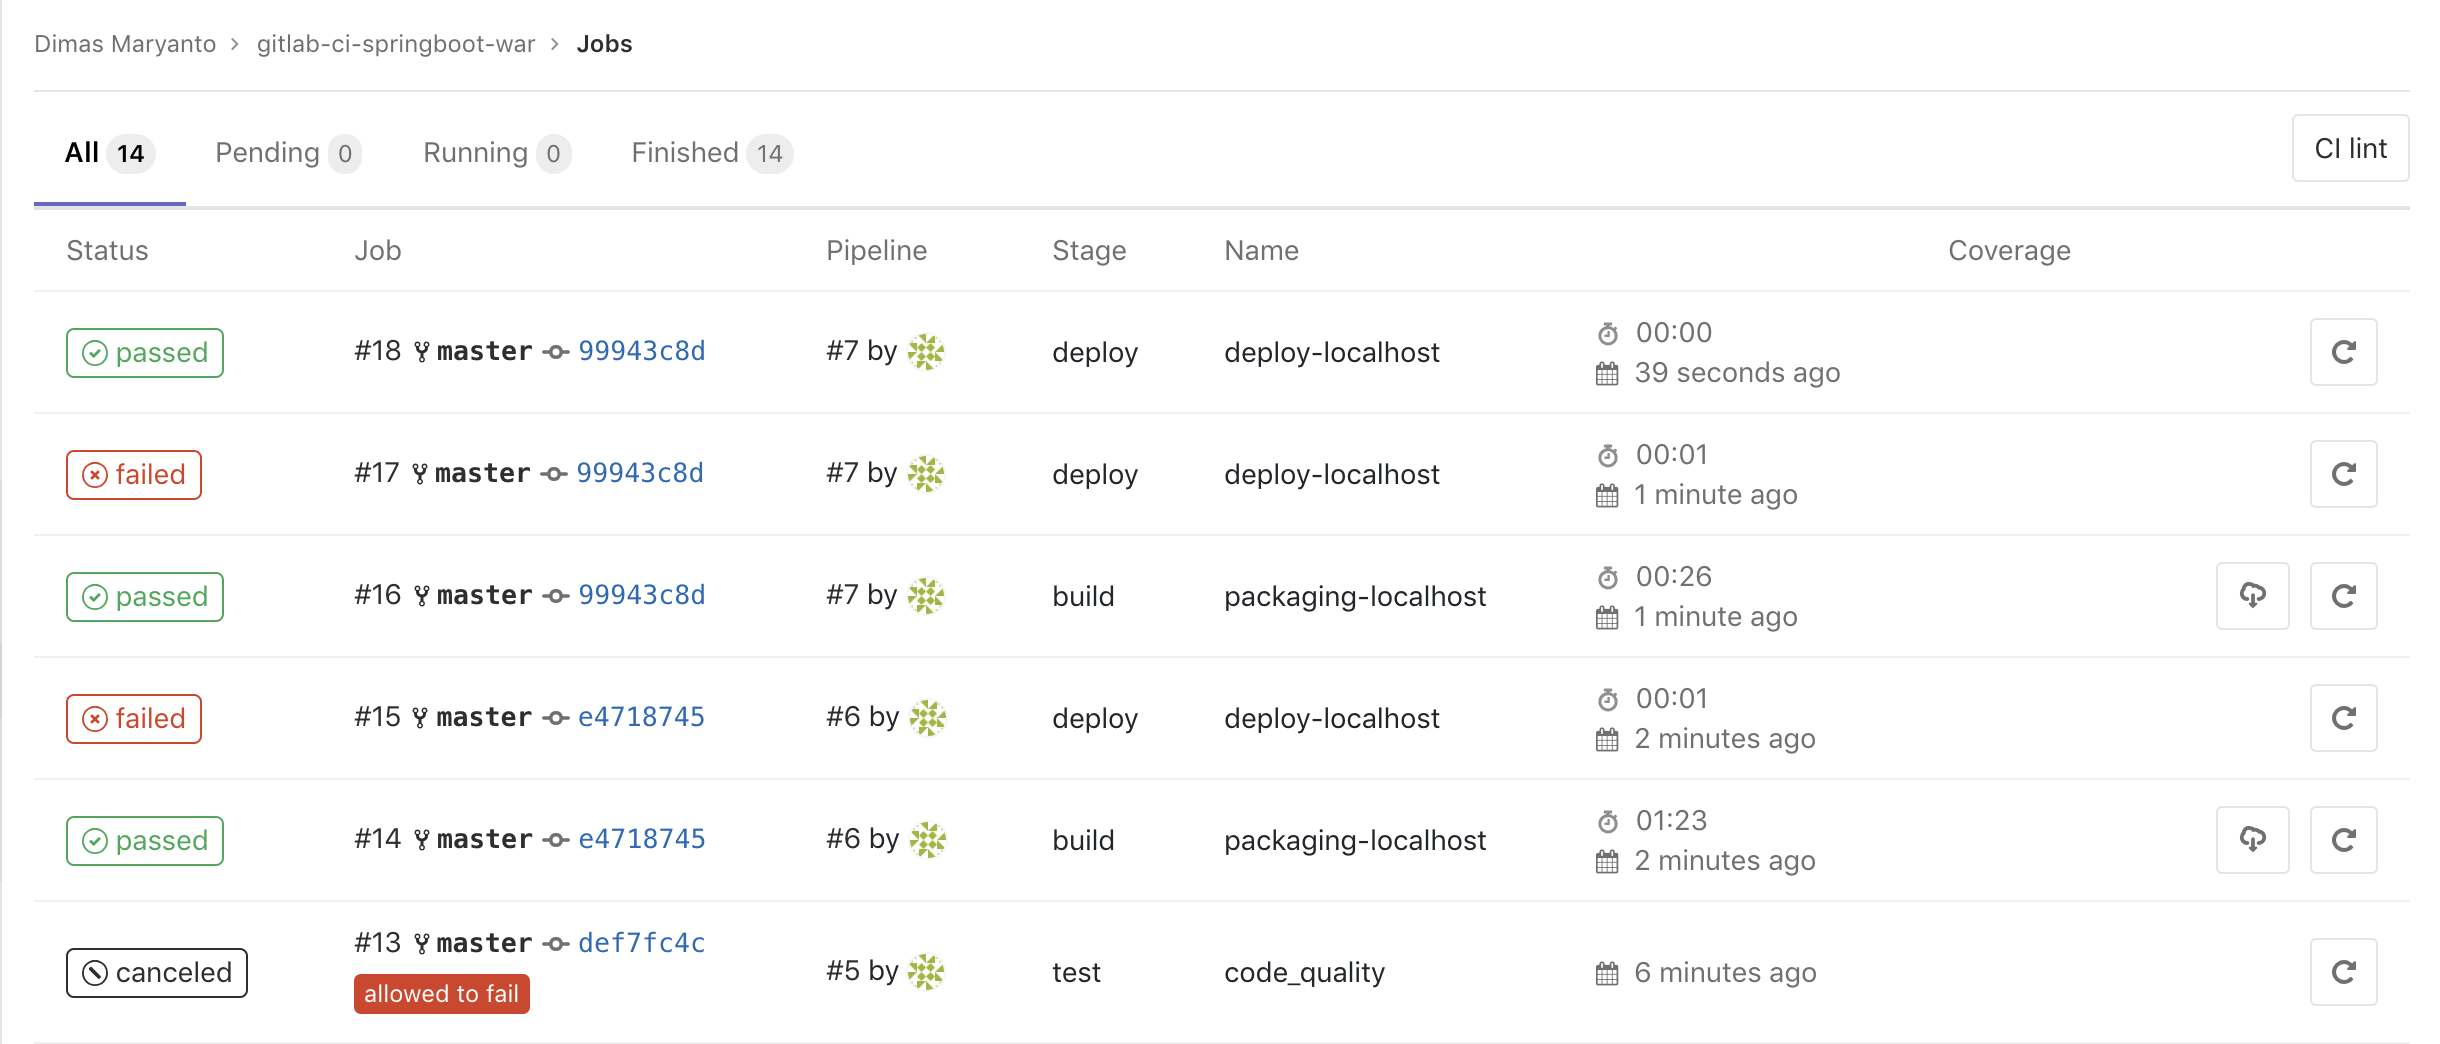 Dimas Maryanto > gitlab-ci-springboot-war > Jobs
All 14 Pending 0 Running 0 Finished 14 CI lint
Status Job Pipeline Stage Name Coverage
passed #18 master 99943c8d #7 by deploy deploy-localhost 00:00
39 seconds ago
failed #17 master 99943c8d #7 by deploy deploy-localhost 00:01
1 minute ago
passed #16 master 99943c8d #7 by build packaging-localhost 00:26
1 minute ago
failed #15 master e4718745 #6 by deploy deploy-localhost 00:01
2 minutes ago
passed #14 master e4718745 #6 by build packaging-localhost 01:23
2 minutes ago
#13 master def7fc4c
canceled #5 by test code_quality 6 minutes ago
allowed to fail